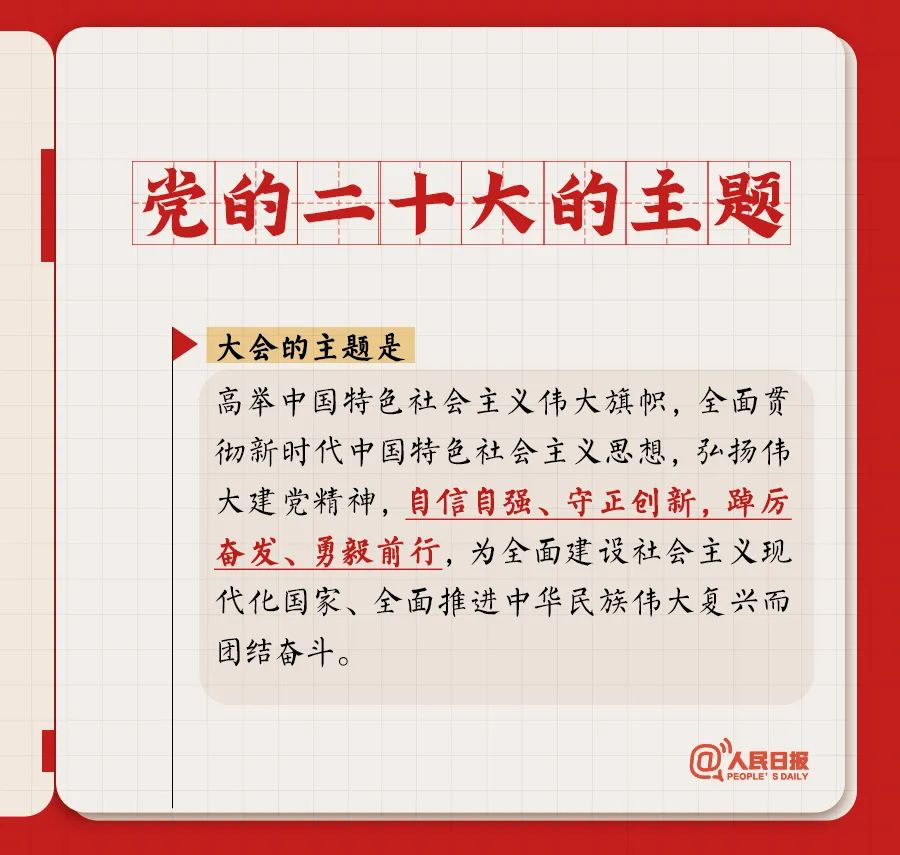 党的二十大的主题
大会的主题是
高举中国特色社会主义伟大旗帜，全面贯
彻新时代中国特色社会主义思想，弘扬伟
大建党精神，自信自强、守正创新，踔厉
奋发、勇毅前行，为全面建设社会主义现
代化国家、全面推进中华民族伟大复兴而
团结奋斗。
@人民日报
PEOPLE'S DAILY